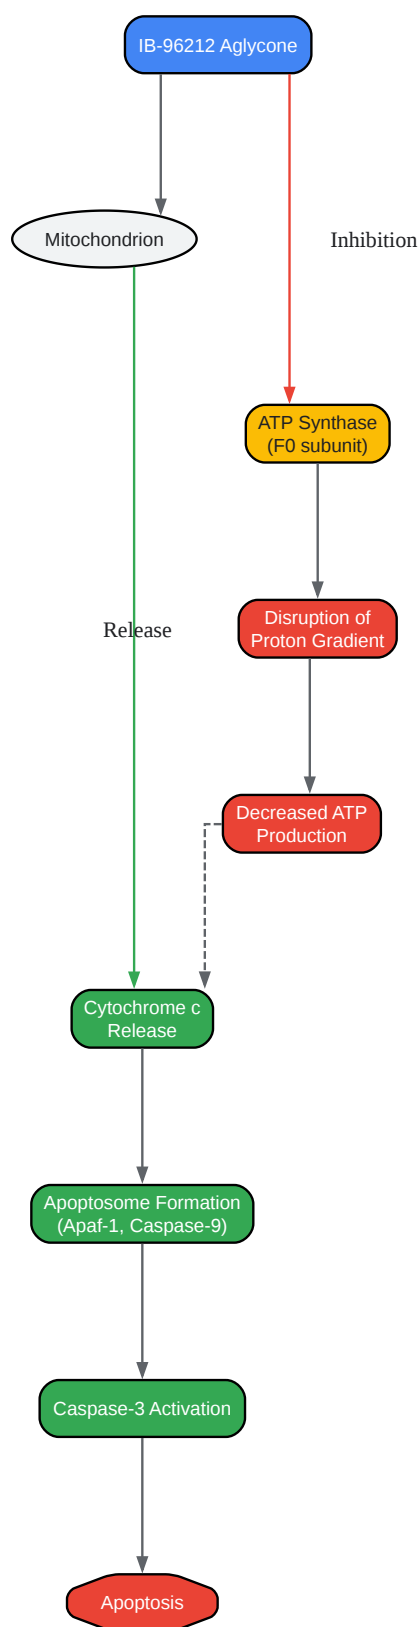 IB-96212 Aglycone
Mitochondrion
Inhibition
ATP Synthase
(F0 subunit)
Disruption of
Proton Gradient
Release
Decreased ATP
Production
Cytochrome c
Release
Apoptosome Formation
(Apaf-1, Caspase-9)
Caspase-3 Activation
Apoptosis